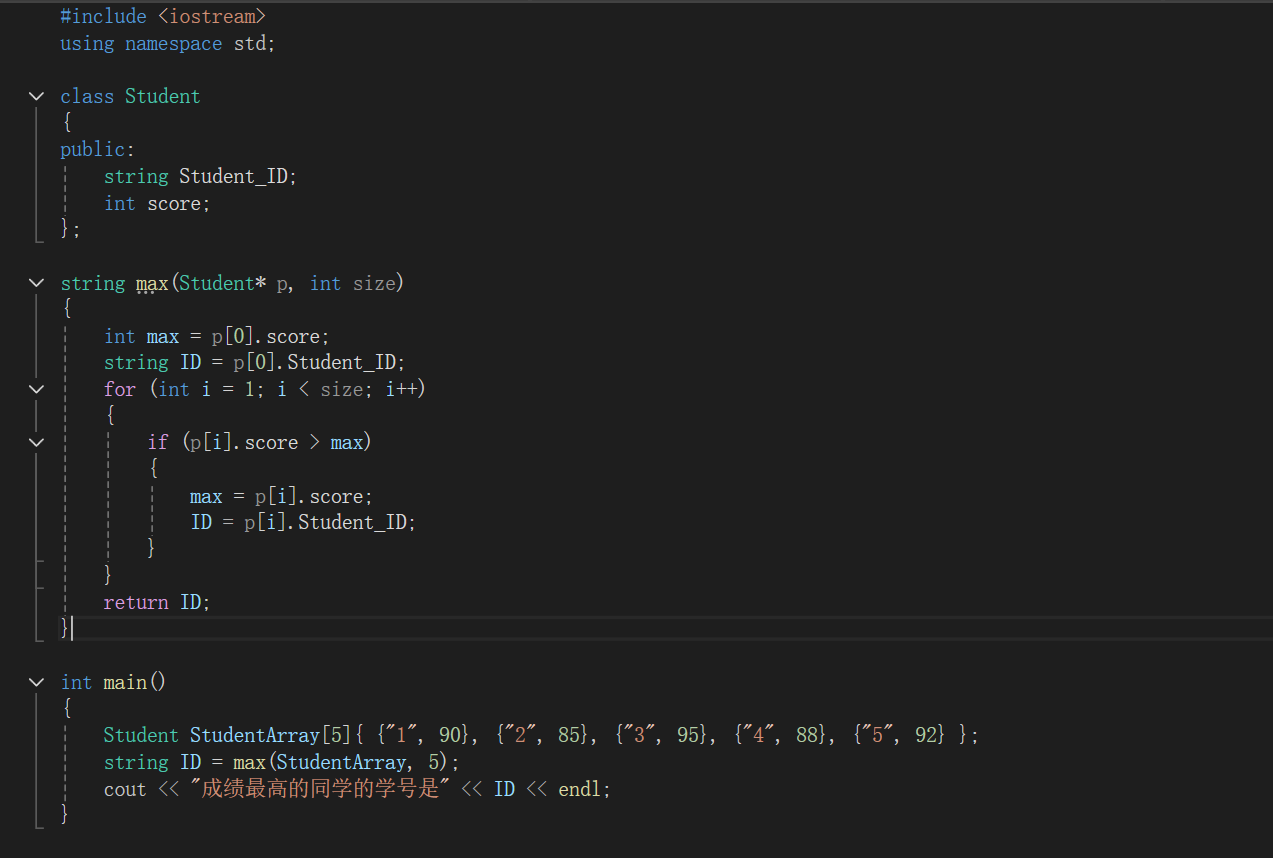 #include <iostream>
using namespace std;
class Student
{
public:
string Student_ID;
int score;
};
string max(Student* p, int size)
{
int max = p[0].score;
string ID = p[0].Student_ID;
for (int i = 1; i < size; i++)
{
if (p[i].score > max)
{
max = p[i].score;
ID = p[i].Student_ID;
}
}
return ID;
}
int main()
{
Student StudentArray[5]{ {"1", 90}, {"2", 85}, {"3", 95}, {"4", 88}, {"5", 92} };
string ID = max(StudentArray, 5);
cout << "成绩最高的同学的学号是" << ID << endl;
}